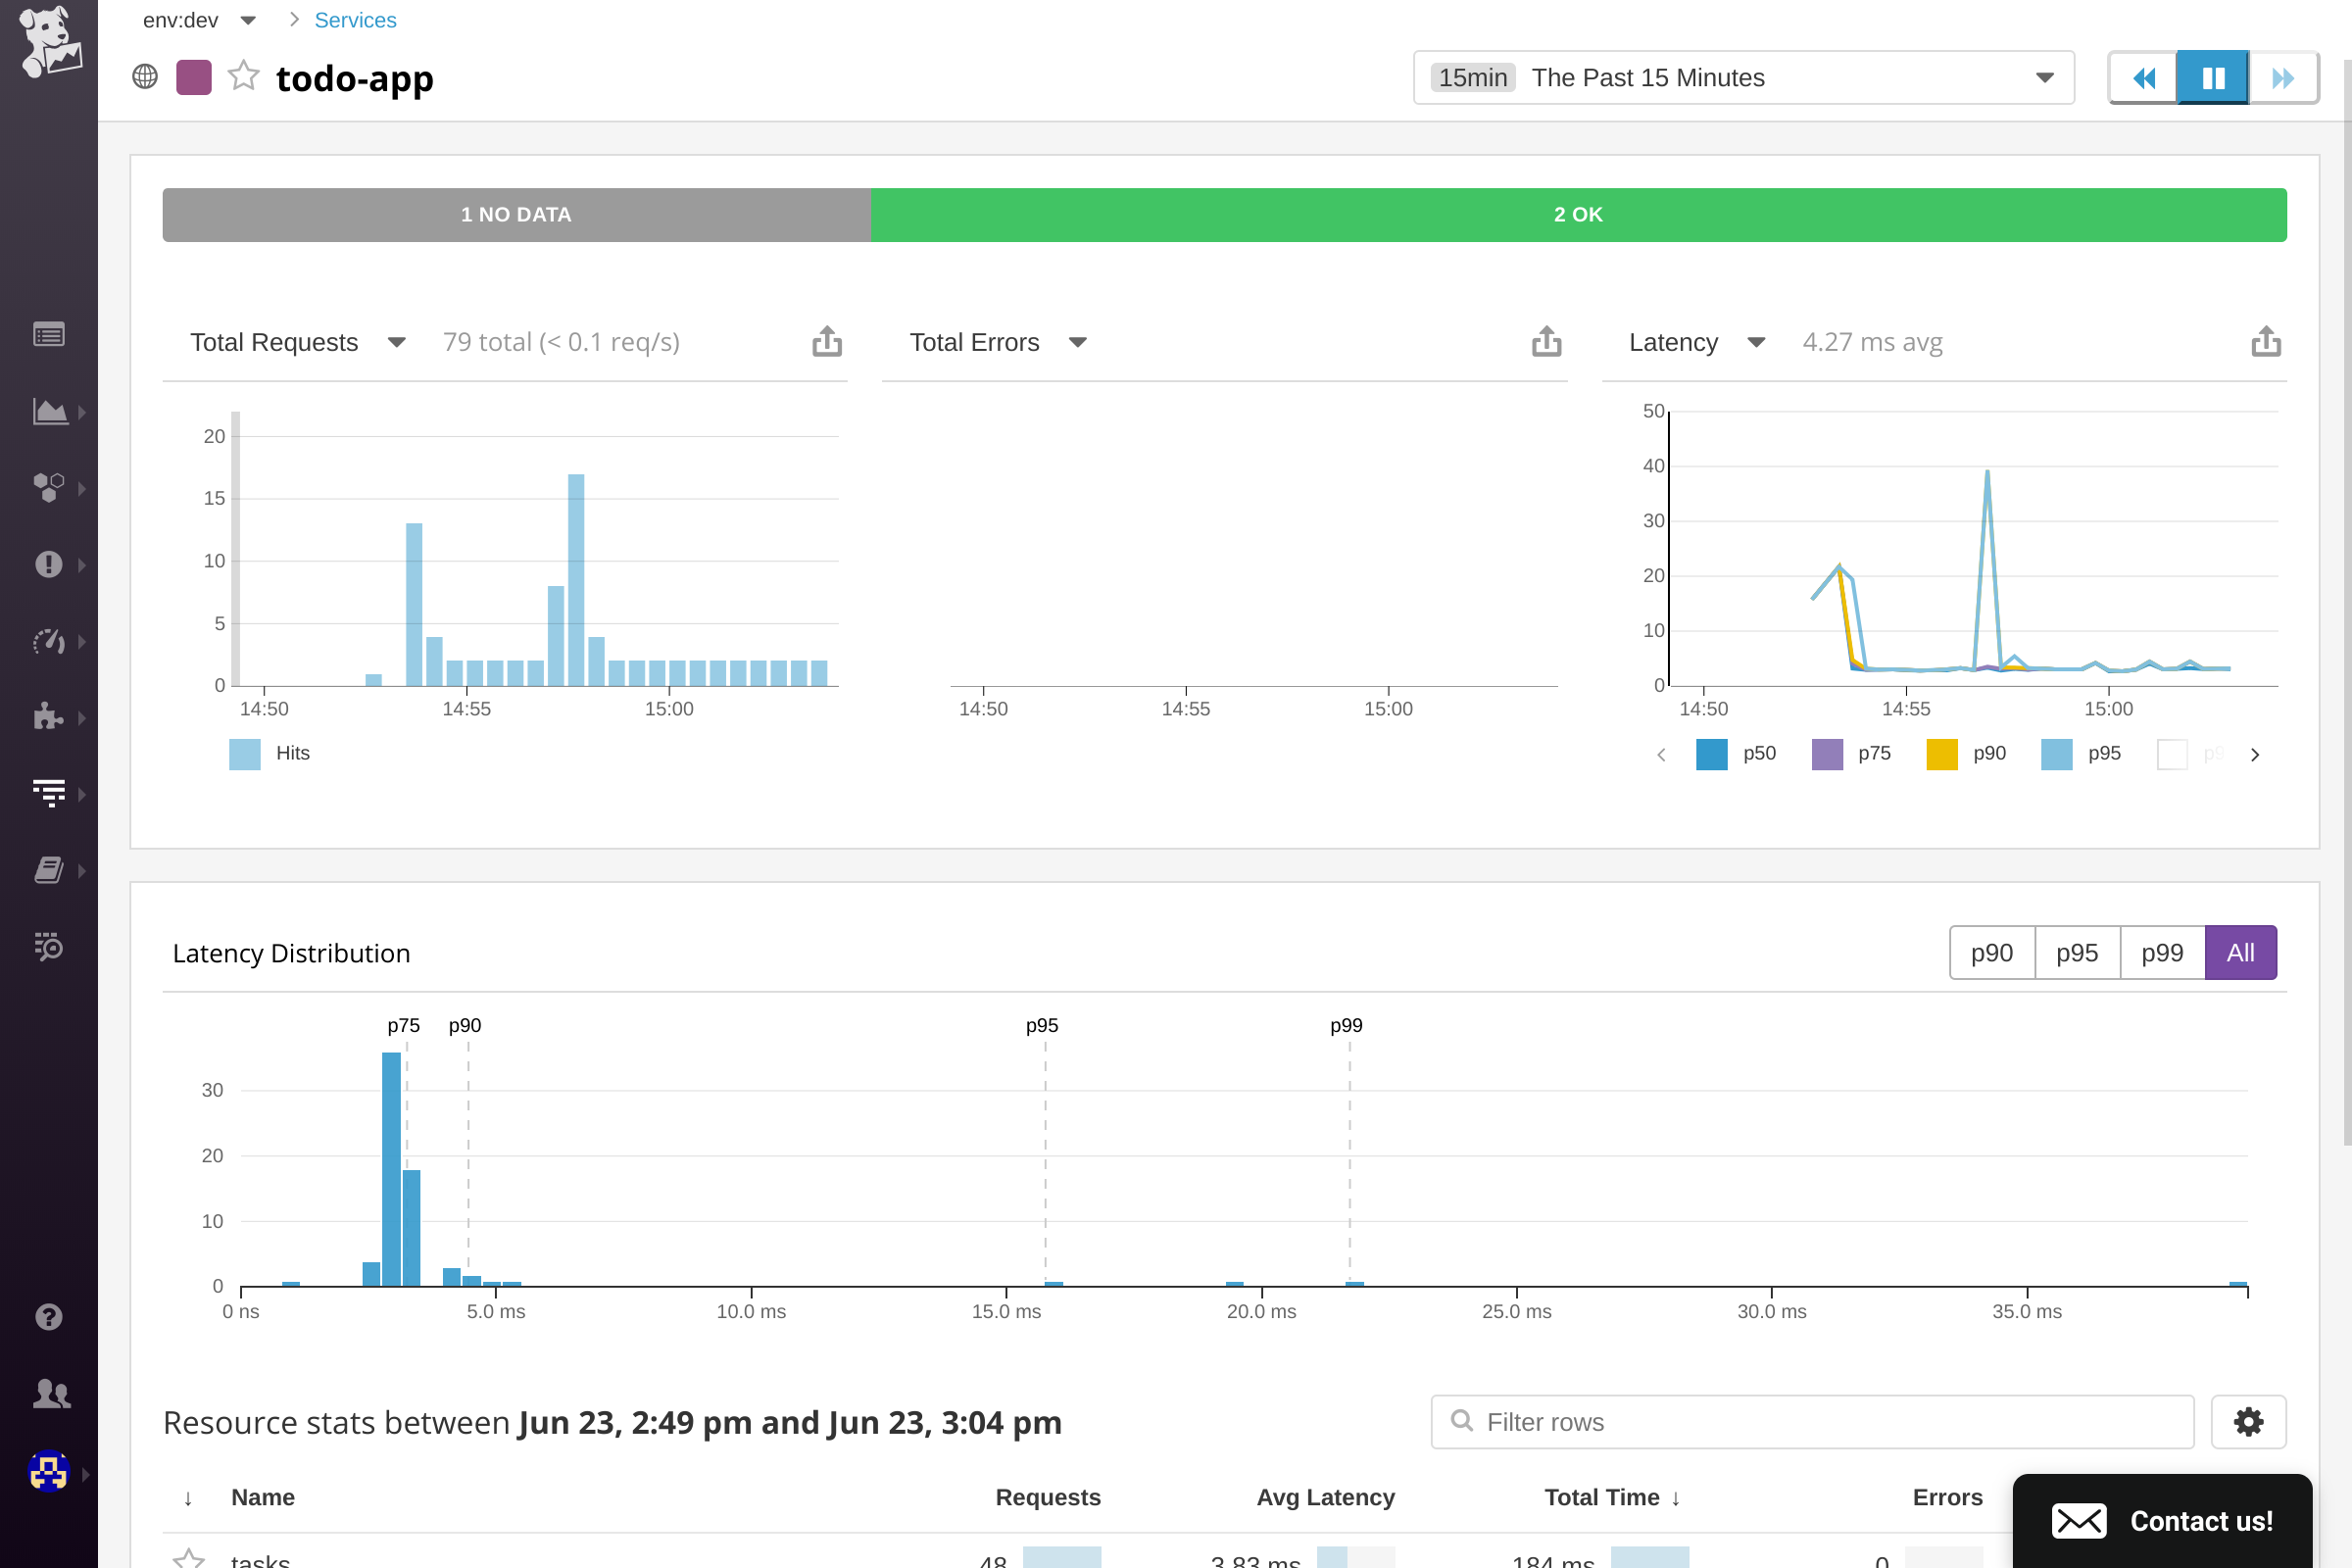 env:dev
Services
todo-app
15min The Past 15 Minutes
1 NO DATA
2 OK
Total Requests
79 total (< 0.1 req/s)
Total Errors
Latency
4.27 ms avg
20
15
10
5
0
14:50
14:55
15:00
Hits
14:50
14:55
15:00
50
40
30
20
10
0
14:50
14:55
15:00
p50
p75
p90
p95
Latency Distribution
p90
p95
p99
All
p75
p90
p95
p99
30
20
10
0
0 ns
5.0 ms
10.0 ms
15.0 ms
20.0 ms
25.0 ms
30.0 ms
35.0 ms
Resource stats between Jun 23, 2:49 pm and Jun 23, 3:04 pm
Filter rows
↓ Name Requests Avg Latency Total Time ↓ Errors
tasks 48 3.83 ms 184 ms 0
Contact us!